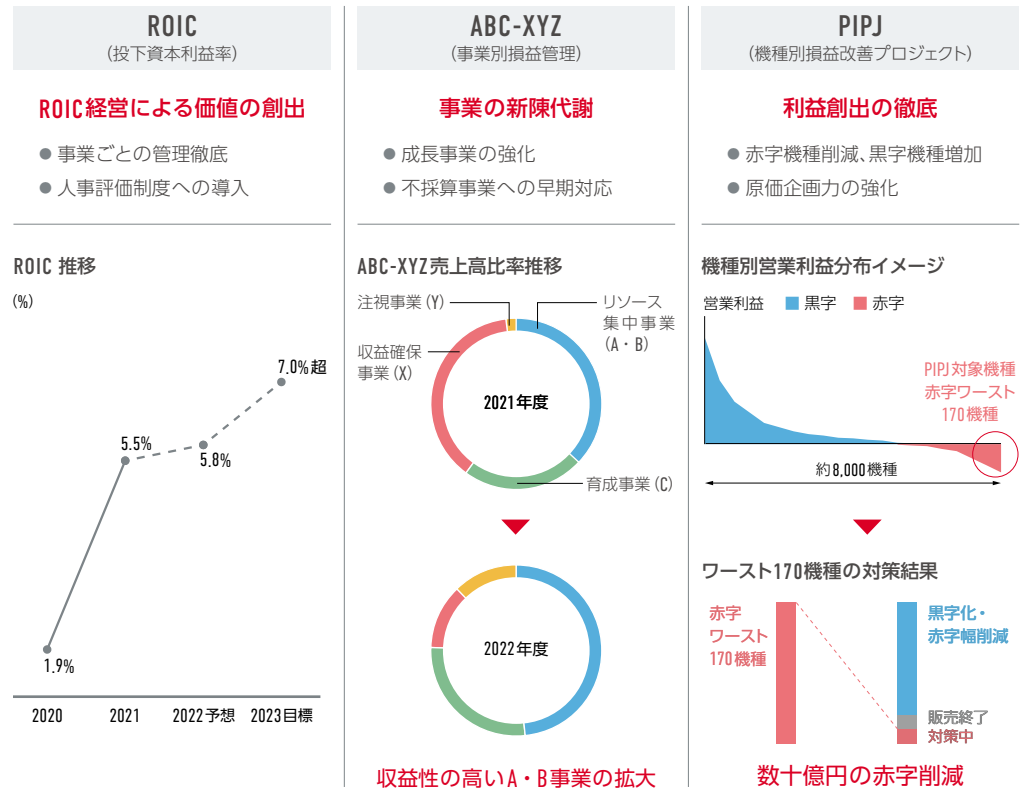 ROIC
(投下資本利益率)
ROIC経営による価値の創出
● 事業ごとの管理徹底
● 人事評価制度への導入
ROIC 推移
(%)
7.0%超
5.5%
5.8%
1.9%
2020
2021
2022予想
2023目標
ABC-XYZ
(事業別損益管理)
事業の新陳代謝
● 成長事業の強化
● 不採算事業への早期対応
ABC-XYZ売上高比率推移
注視事業(Y)
リソース
集中事業
(A・B)
収益確保
事業(X)
2021年度
育成事業(C)
2022年度
収益性の高いA・B事業の拡大
PIPJ
(機種別損益改善プロジェクト)
利益創出の徹底
● 赤字機種削減、黒字機種増加
● 原価企画力の強化
機種別営業利益分布イメージ
営業利益 黒字 赤字
PIPJ対象機種
赤字ワースト
170機種
約8,000機種
ワースト170機種の対策結果
赤字
ワースト
170機種
黒字化・
赤字幅削減
販売終了
対策中
数十億円の赤字削減